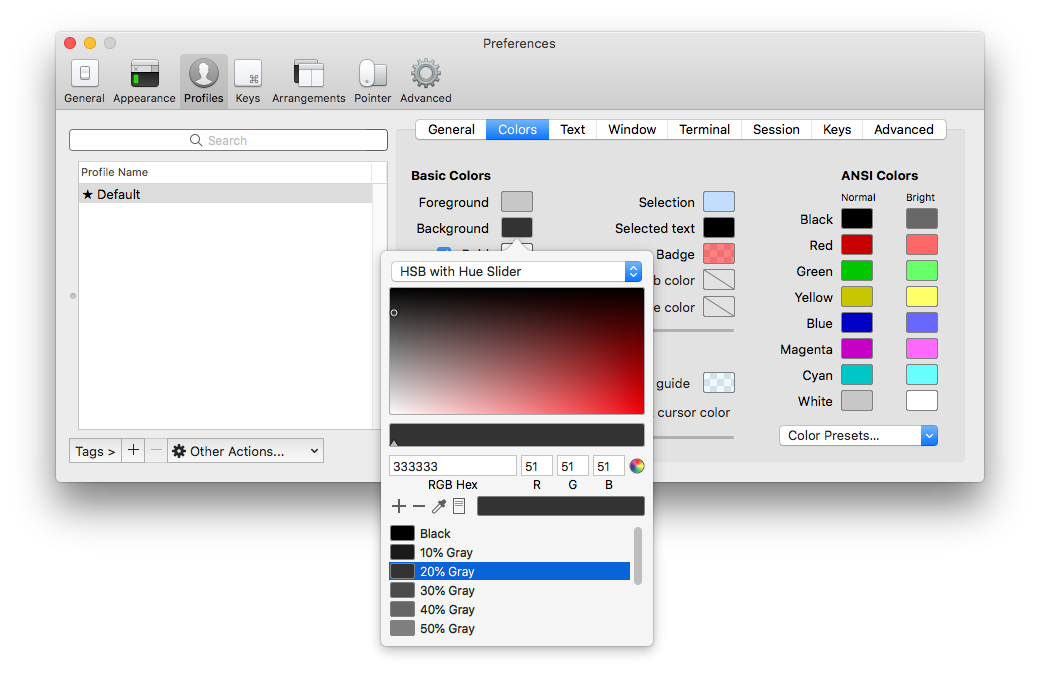 Preferences
General Appearance Profiles Keys Arrangements Pointer Advanced
Search
Profile Name
★ Default
Tags >
Other Actions...
General Colors Text Window Terminal Session Keys Advanced
Basic Colors
Foreground
Background
Selection
Selected text
Badge
b color
e color
guide
cursor color
ANSI Colors
Normal Bright
Black
Red
Green
Yellow
Blue
Magenta
Cyan
White
Color Presets...
HSB with Hue Slider
333333 51 51 51
RGB Hex R G B
Black
10% Gray
20% Gray
30% Gray
40% Gray
50% Gray